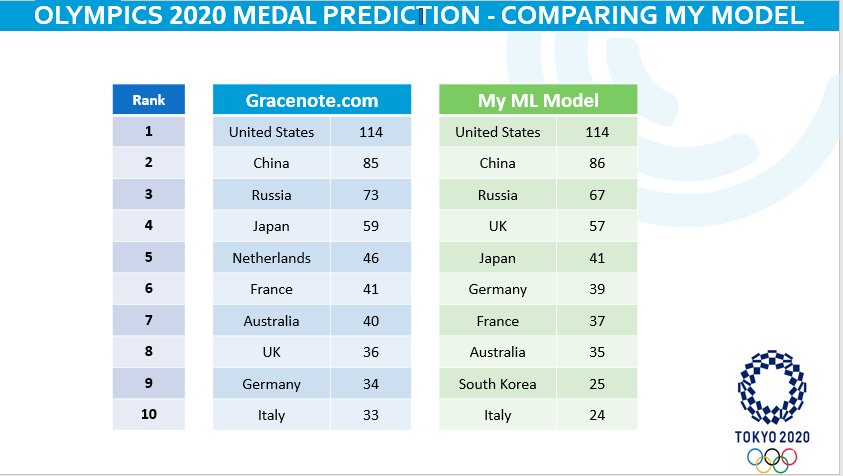 OLYMPICS 2020 MEDAL PREDICTION - COMPARING MY MODEL
Rank Gracenote.com My ML Model
1 United States 114 United States 114
2 China 85 China 86
3 Russia 73 Russia 67
4 Japan 59 UK 57
5 Netherlands 46 Japan 41
6 France 41 Germany 39
7 Australia 40 France 37
8 UK 36 Australia 35
9 Germany 34 South Korea 25
10 Italy 33 Italy 24
TOKYO 2020